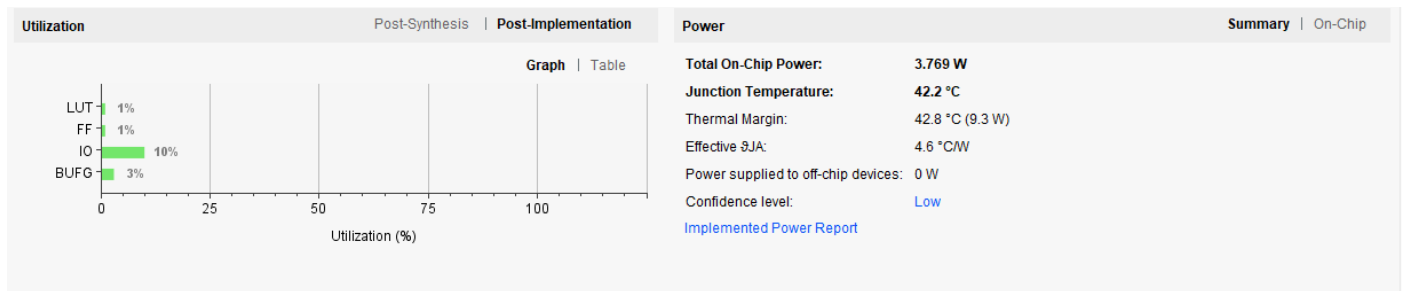 Utilization
Post-Synthesis | Post-Implementation
Graph | Table
LUT 1%
FF 1%
IO 10%
BUFG 3%
0 25 50 75 100
Utilization (%)
Power
Summary | On-Chip
Total On-Chip Power: 3.769 W
Junction Temperature: 42.2 °C
Thermal Margin: 42.8 °C (9.3 W)
Effective ϑJA: 4.6 °C/W
Power supplied to off-chip devices: 0 W
Confidence level: Low
Implemented Power Report